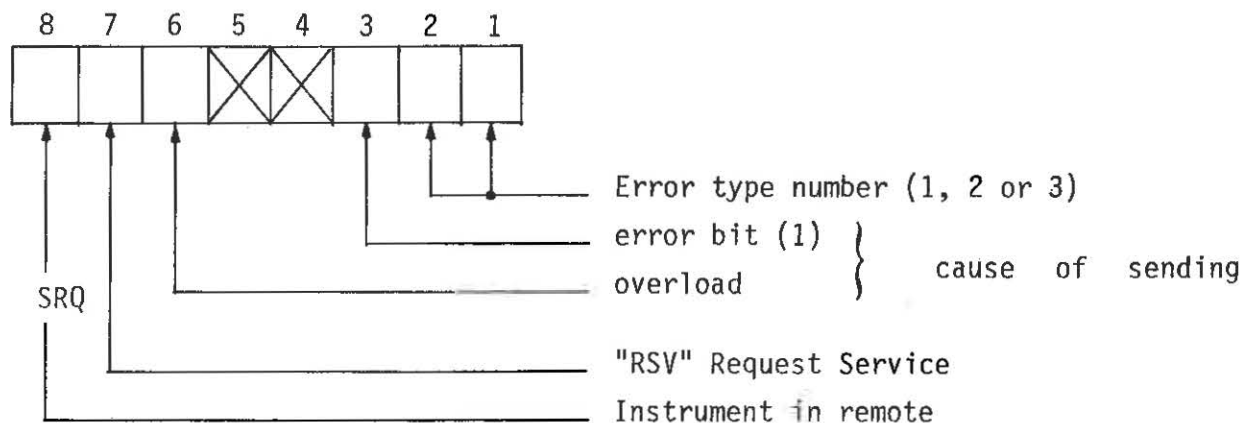 8 7 6 5 4 3 2 1
Error type number (1, 2 or 3)
error bit (1)
overload
cause of sending
SRQ
"RSV" Request Service
Instrument in remote